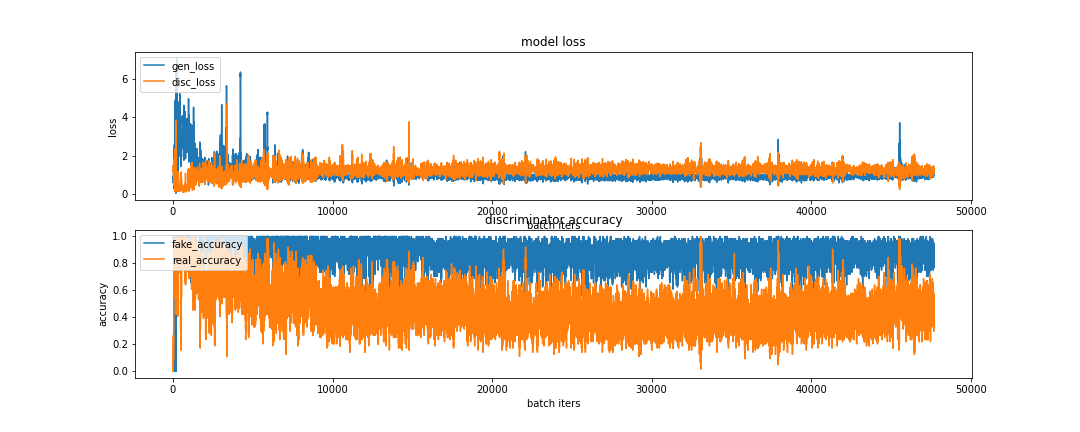 model loss
gen_loss
disc_loss
loss
6
4
2
0
0
10000
20000
30000
40000
50000
batch iters
discriminator accuracy
fake_accuracy
real_accuracy
accuracy
1.0
0.8
0.6
0.4
0.2
0.0
0
10000
20000
30000
40000
50000
batch iters